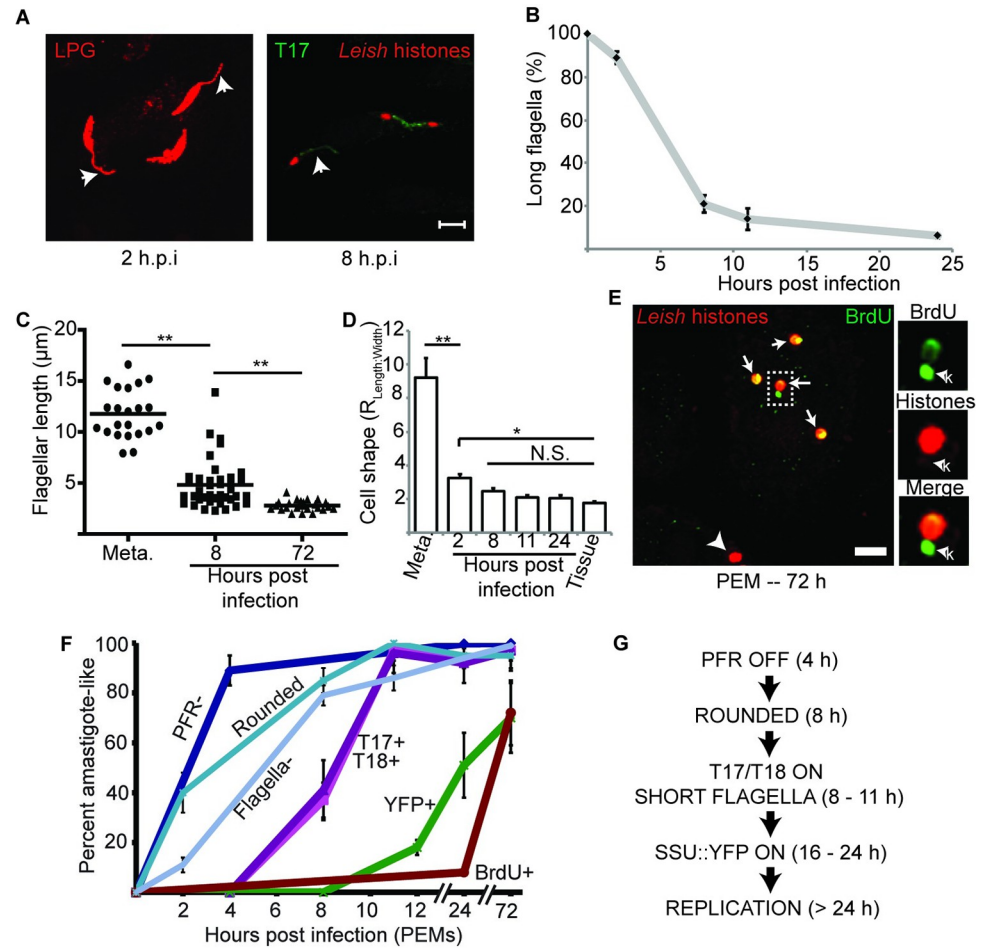 A
LPG
T17 Leish histones
2 h.p.i
8 h.p.i
B
Long flagella (%)
100
80
60
40
20
5 10 15 20 25
Hours post infection
C
Flagellar length (µm)
20
15
10
5
**
**
Meta. 8 72
Hours post
infection
D
Cell shape (RLength:Width)
12
10
8
6
4
2
**
*
N.S.
Meta. 2 8 11 24 Tissue
Hours post
infection
E
Leish histones BrdU
BrdU
k
Histones
k
Merge
k
PEM -- 72 h
F
Percent amastigote-like
100
80
60
40
20
PFR-
Rounded
Flagella-
T17+
T18+
YFP+
BrdU+
2 4 6 8 10 12 24 72
Hours post infection (PEMs)
G
PFR OFF (4 h)
ROUNDED (8 h)
T17/T18 ON
SHORT FLAGELLA (8 - 11 h)
SSU::YFP ON (16 - 24 h)
REPLICATION (> 24 h)